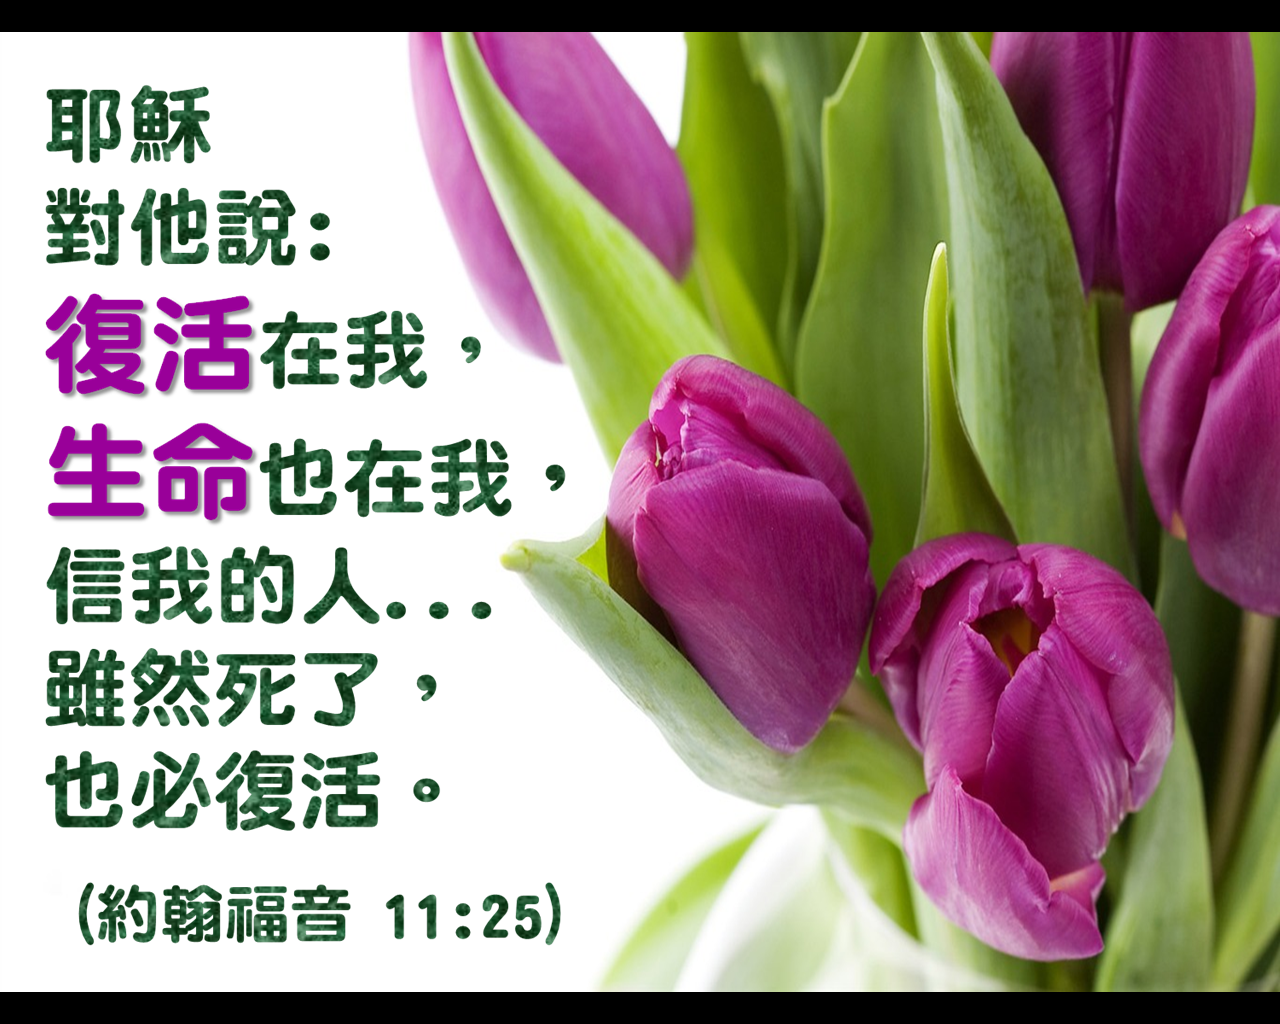 耶穌
對他說:
復活在我，
生命也在我，
信我的人...
雖然死了，
也必復活。
(約翰福音 11:25)